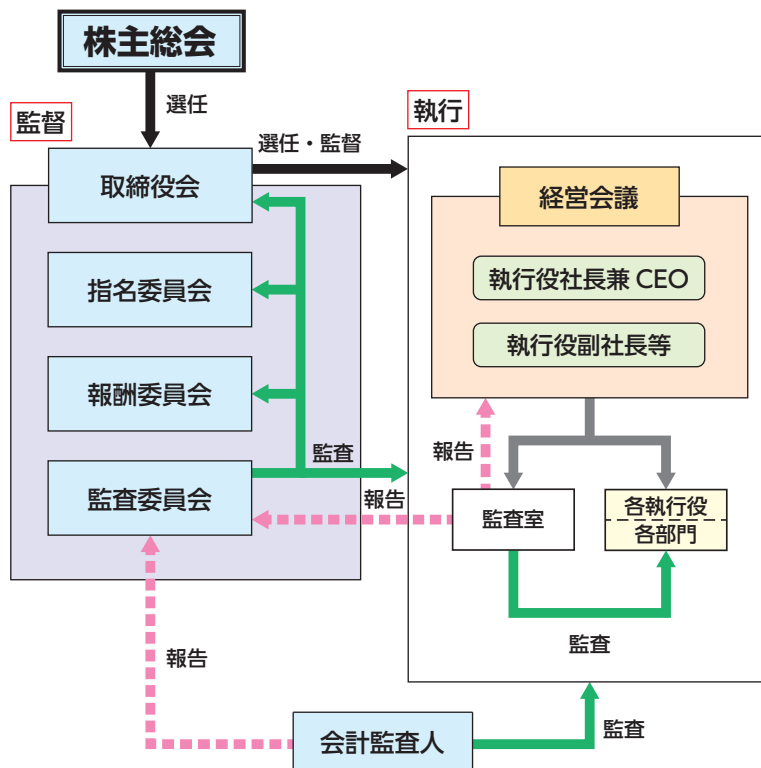 株主総会
選任
監督
執行
選任・監督
取締役会
経営会議
指名委員会
執行役社長兼 CEO
執行役副社長等
報酬委員会
監査
報告
監査委員会
報告
監査室
各執行役
各部門
監査
報告
会計監査人
監査